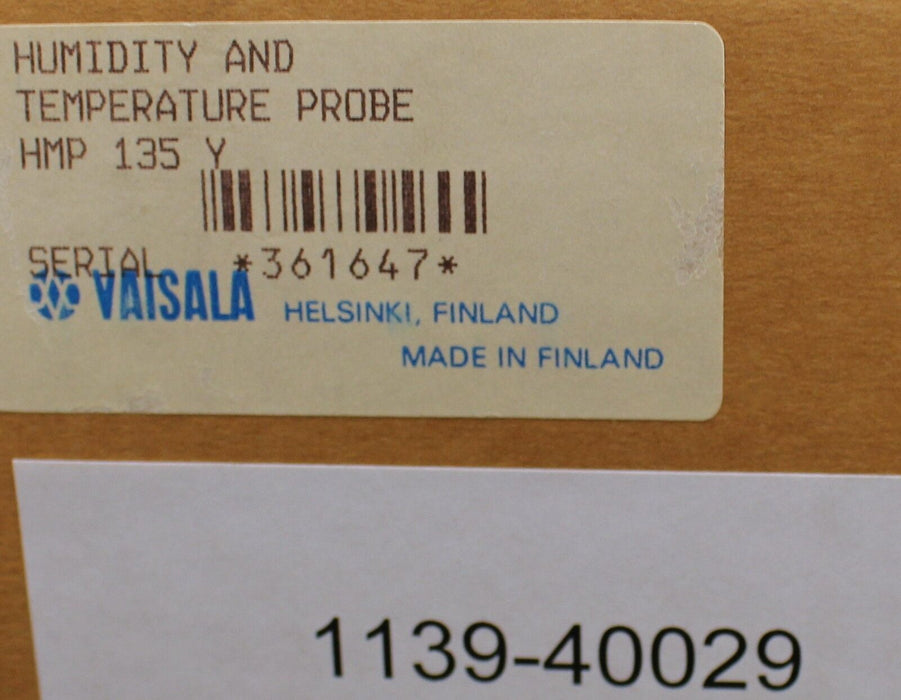 HUMIDITY AND
TEMPERATURE PROBE
HMP 135 Y
SERIAL *361647*
VAISALA HELSINKI, FINLAND
MADE IN FINLAND
1139-40029